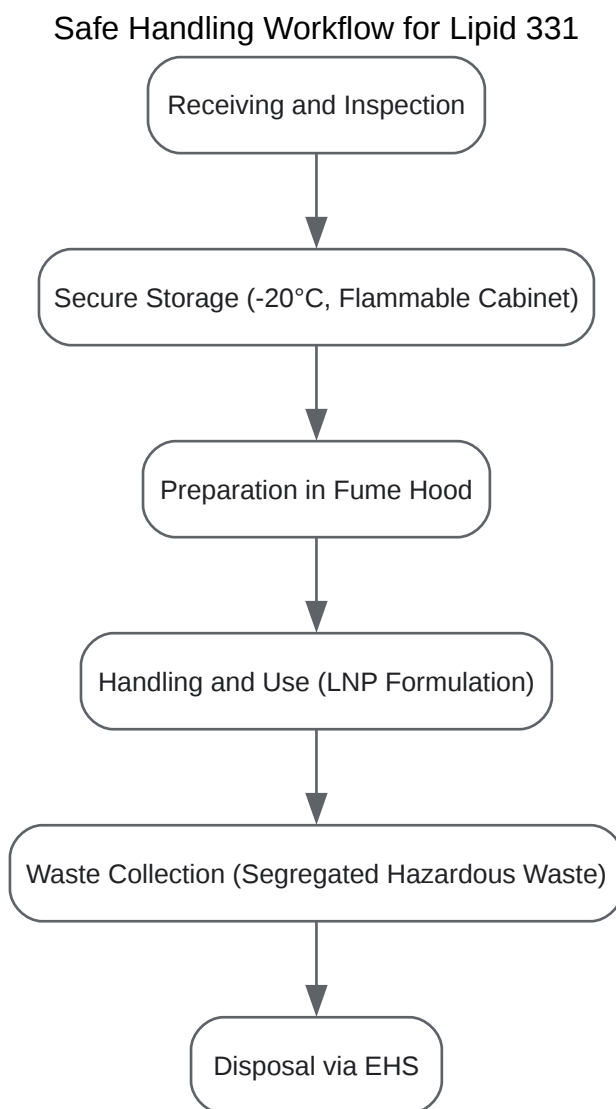 Safe Handling Workflow for Lipid 331
Receiving and Inspection
Secure Storage (-20°C, Flammable Cabinet)
Preparation in Fume Hood
Handling and Use (LNP Formulation)
Waste Collection (Segregated Hazardous Waste)
Disposal via EHS